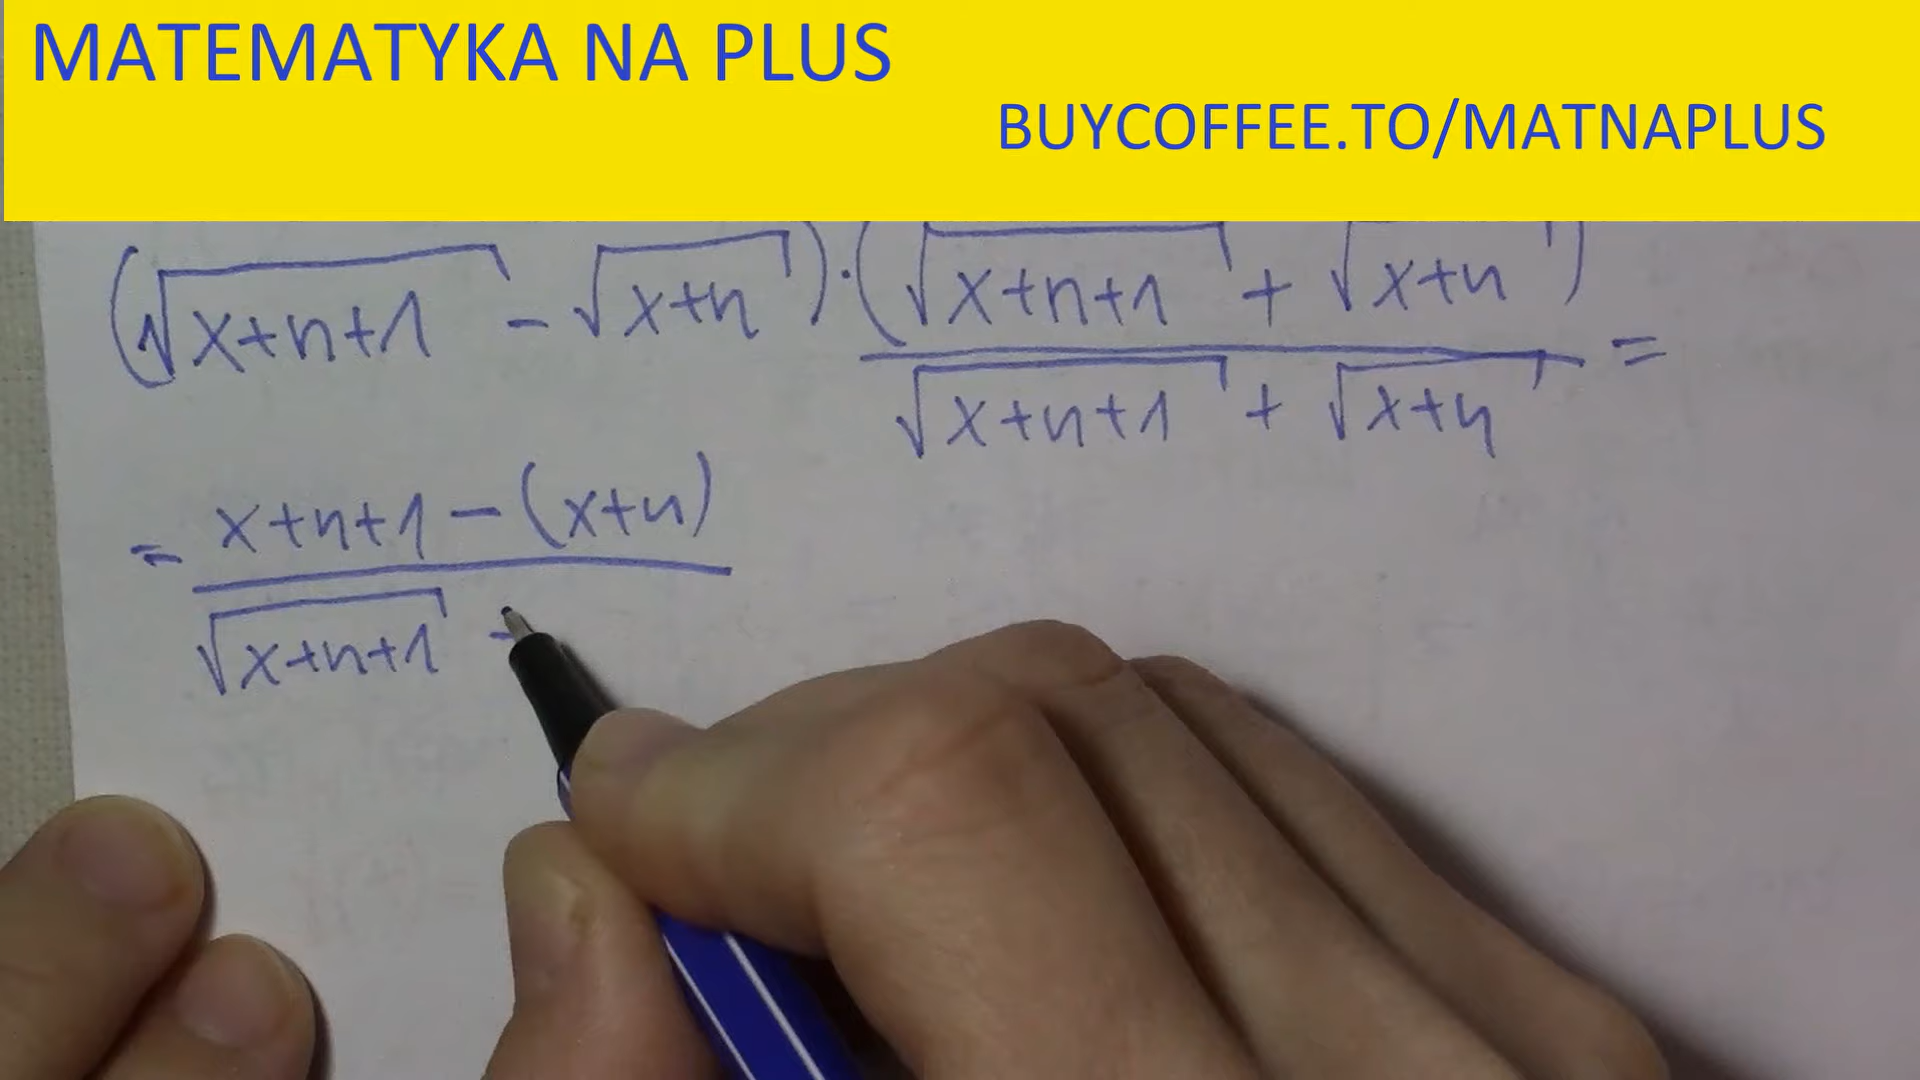 MATEMATYKA NA PLUS
BUYCOFFEE.TO/MATNAPLUS
(√(x+n+1) - √(x+n)) · (√(x+n+1) + √(x+n)) / (√(x+n+1) + √(x+n)) =
= (x+n+1 - (x+n)) / (√(x+n+1) -